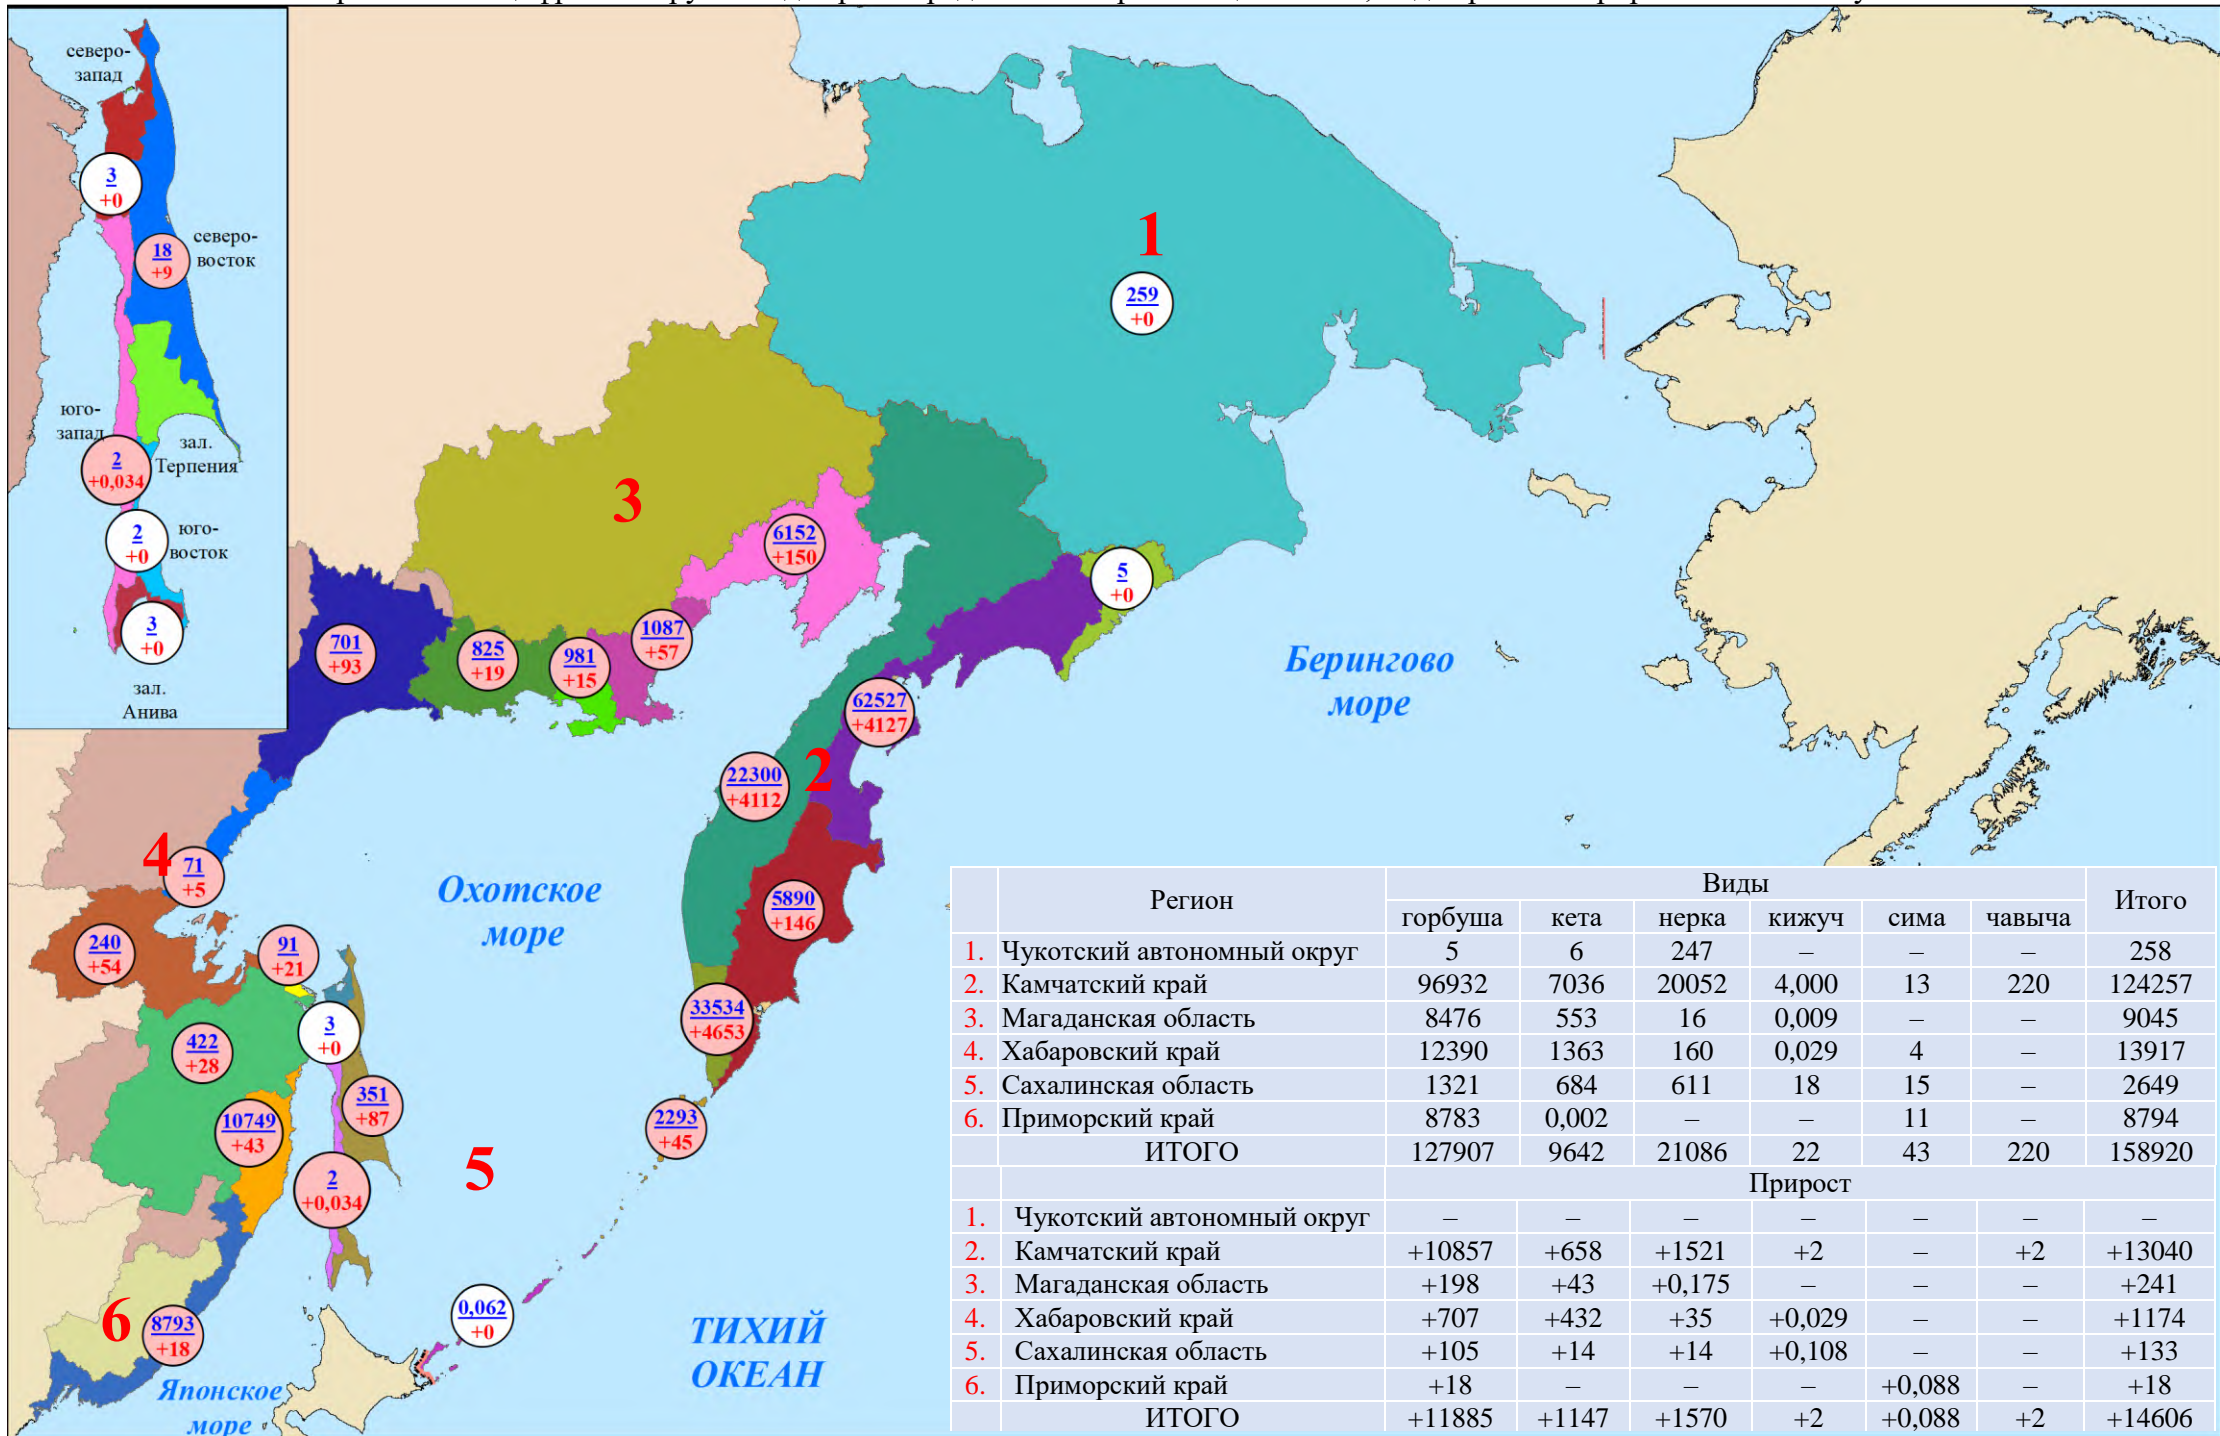 северо-
запад
3
+0
18
+9
северо-
восток
юго-
запад
зал.
Терпения
2
+0,034
2
+0
юго-
восток
3
+0
зал.
Анива
1
259
+0
3
6152
+150
5
+0
701
+93
825
+19
981
+15
1087
+57
Берингово
море
62527
+4127
22300
+4112
2
4
71
+5
Охотское
море
5890
+146
240
+54
91
+21
3
+0
33534
+4653
422
+28
351
+87
10749
+43
2293
+45
5
2
+0,034
6
8793
+18
0,062
+0
ТИХИЙ
ОКЕАН
Японское
море
Регион Виды Итого
горбуша кета нерка кижуч сима чавыча
1. Чукотский автономный округ 5 6 247 – – – 258
2. Камчатский край 96932 7036 20052 4,000 13 220 124257
3. Магаданская область 8476 553 16 0,009 – – 9045
4. Хабаровский край 12390 1363 160 0,029 4 – 13917
5. Сахалинская область 1321 684 611 18 15 – 2649
6. Приморский край 8783 0,002 – – 11 – 8794
ИТОГО 127907 9642 21086 22 43 220 158920
Прирост
1. Чукотский автономный округ – – – – – – –
2. Камчатский край +10857 +658 +1521 +2 – +2 +13040
3. Магаданская область +198 +43 +0,175 – – – +241
4. Хабаровский край +707 +432 +35 +0,029 – – +1174
5. Сахалинская область +105 +14 +14 +0,108 – – +133
6. Приморский край +18 – – – +0,088 – +18
ИТОГО +11885 +1147 +1570 +2 +0,088 +2 +14606